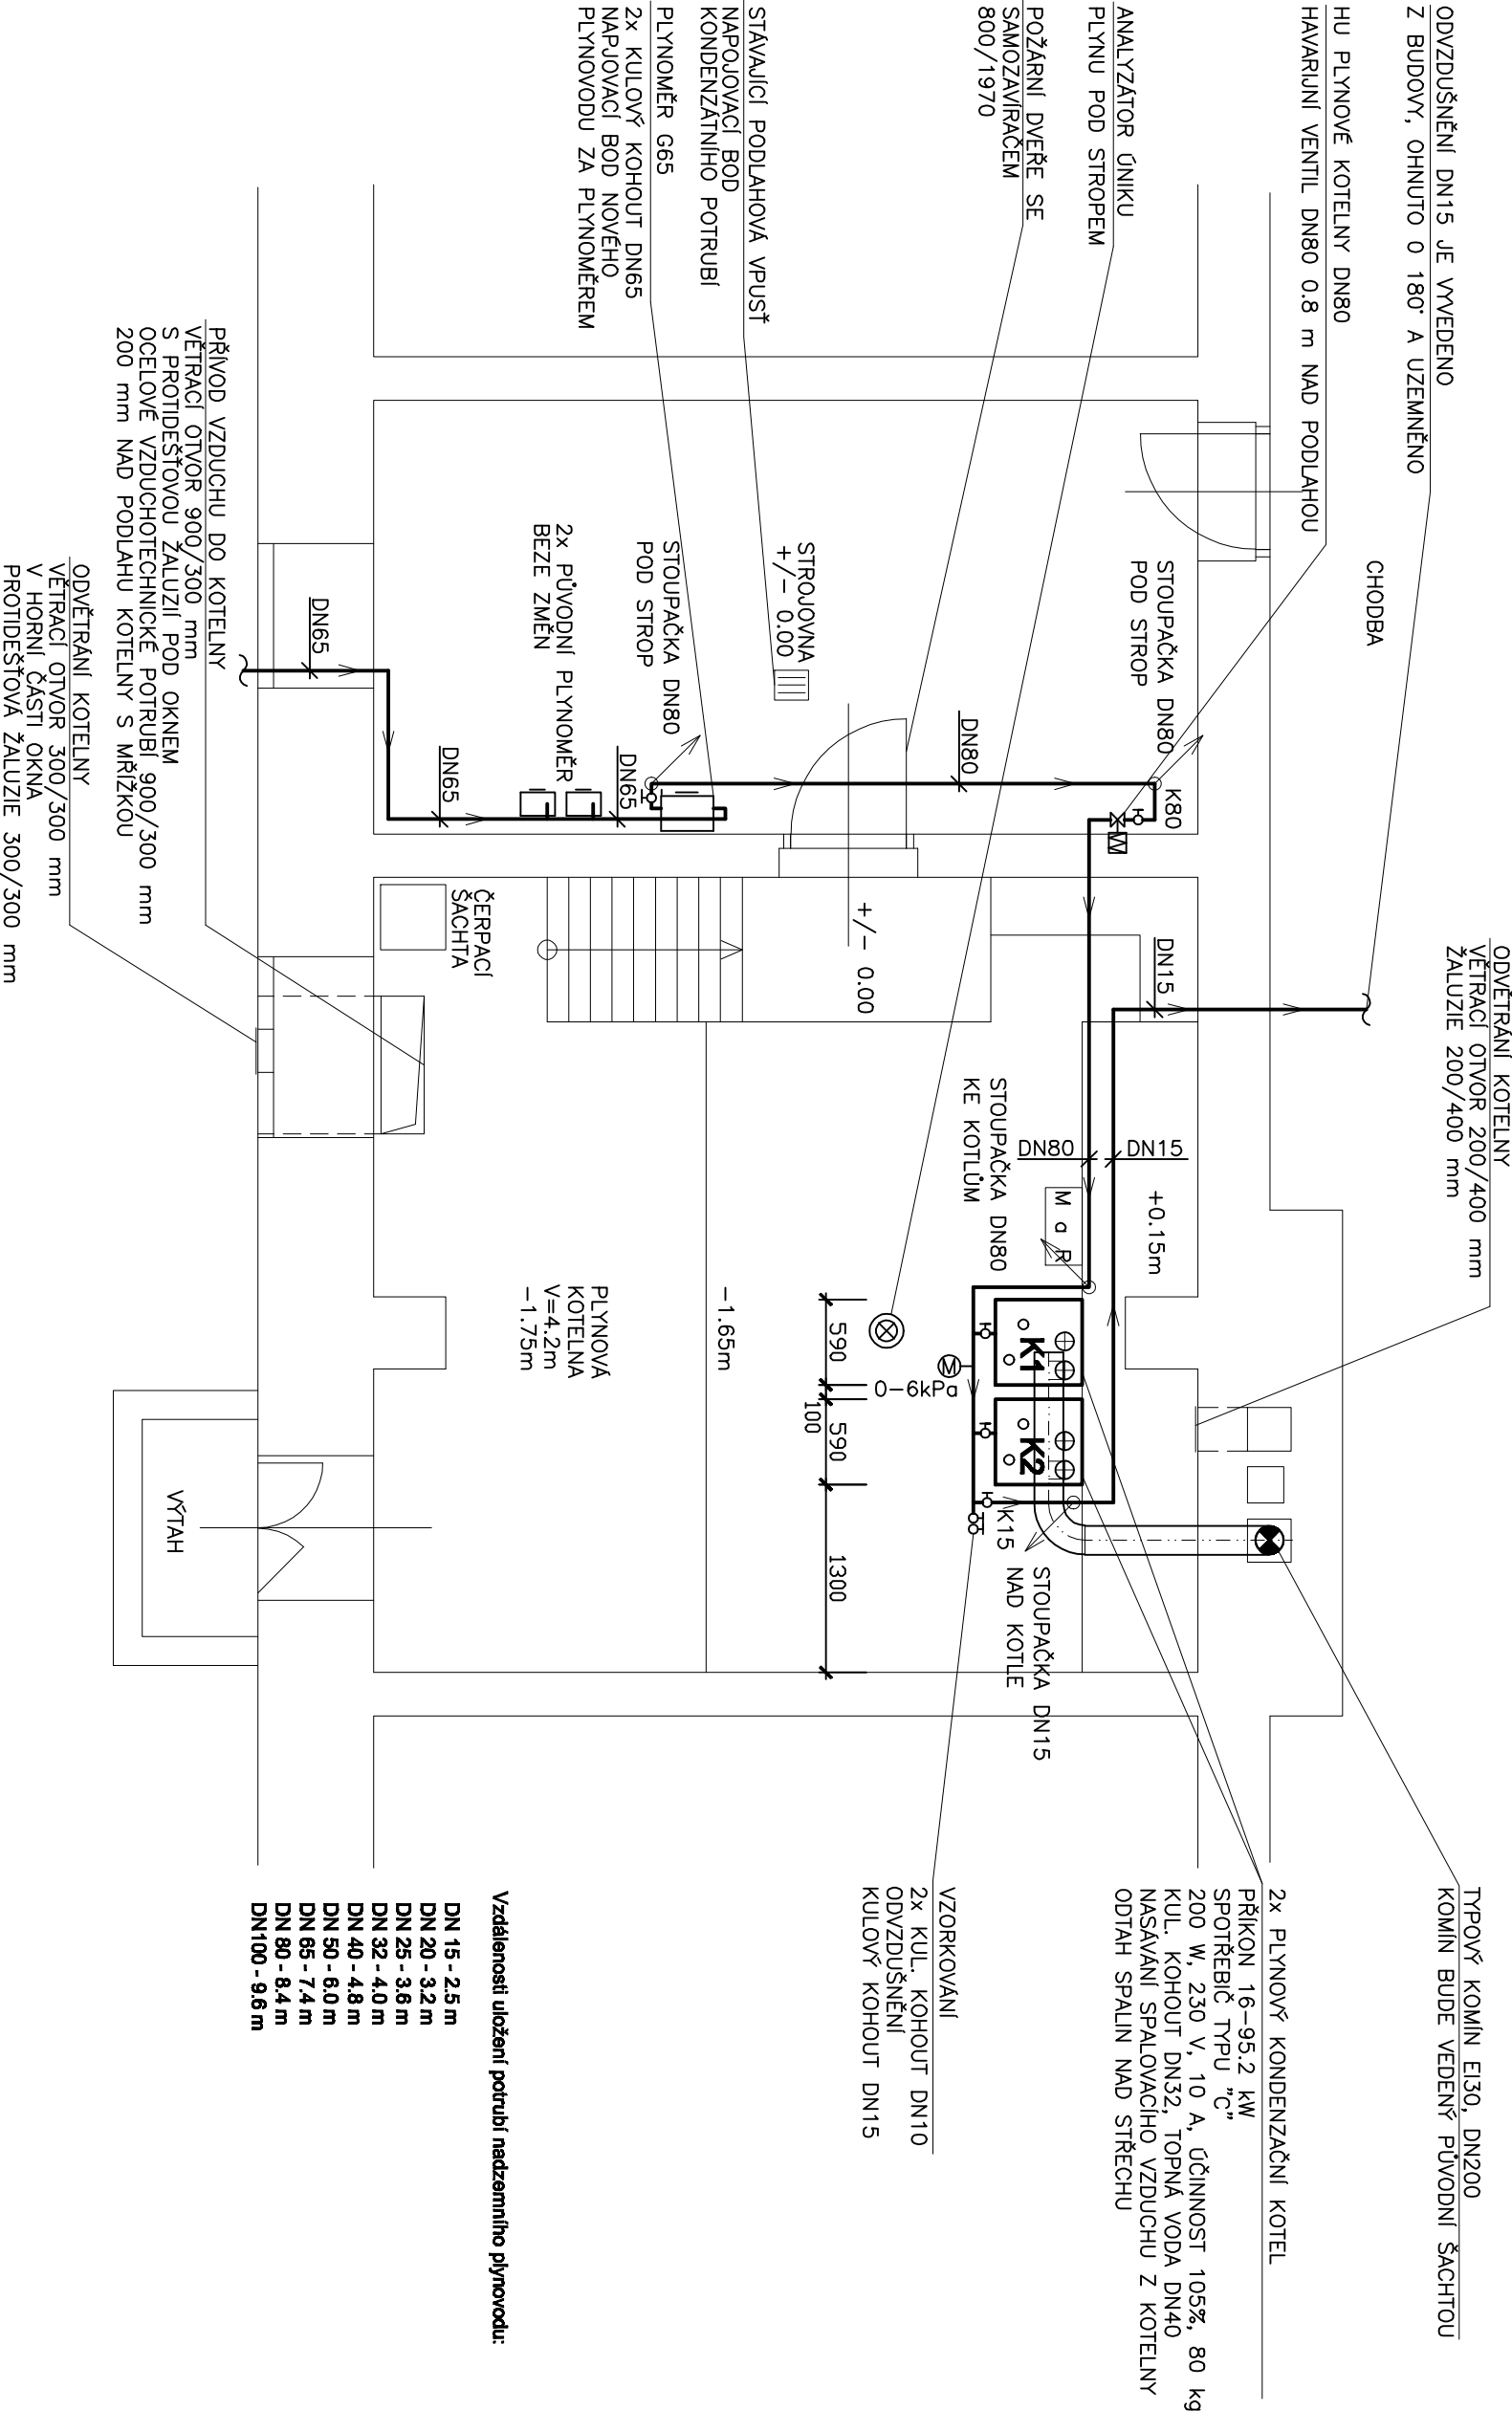 ODVZDUŠNĚNÍ DN15 JE VYVEDENO
Z BUDOVY, OHNUTO O 180° A UZEMNĚNO
HU PLYNOVÉ KOTELNY DN80
HAVARIJNÍ VENTIL DN80 0.8 m NAD PODLAHOU
ANALYZÁTOR ÚNIKU
PLYNU POD STROPEM
POŽÁRNÍ DVEŘE SE
SAMOZAVÍRAČEM
800/1970
STÁVAJÍCÍ PODLAHOVÁ VPUSŤ
NAPOJOVACÍ BOD
KONDENZÁTNÍHO POTRUBÍ
PLYNOMĚR G65
2x KULOVÝ KOHOUT DN65
NAPJOVACÍ BOD NOVÉHO
PLYNOVODU ZA PLYNOMĚREM
PŘÍVOD VZDUCHU DO KOTELNY
VĚTRACÍ OTVOR 900/300 mm
S PROTIDEŠŤOVOU ŽALUZIÍ POD OKNEM
OCELOVÉ VZDUCHOTECHNICKÉ POTRUBÍ 900/300 mm
200 mm NAD PODLAHU KOTELNY S MŘÍŽKOU
ODVĚTRÁNÍ KOTELNY
VĚTRACÍ OTVOR 300/300 mm
V HORNÍ ČÁSTI OKNA
PROTIDEŠŤOVÁ ŽALUZIE 300/300 mm
CHODBA
STOUPAČKA DN80
POD STROP
STROJOVNA
+/- 0.00
STOUPAČKA DN80
POD STROP
2x PŮVODNÍ PLYNOMĚR
BEZE ZMĚN
DN65
DN65
DN65
DN80
K80
ČERPACÍ
ŠACHTA
+/- 0.00
DN15
ODVĚTRÁNÍ KOTELNY
VĚTRACÍ OTVOR 200/400 mm
ŽALUZIE 200/400 mm
STOUPAČKA DN80
KE KOTLŮM
DN80
DN15
+0.15m
M a R
-1.65m
PLYNOVÁ
KOTELNA
V=4.2m
-1.75m
590
100
590
1300
0-6kPa
M
K1
K2
K15
STOUPAČKA DN15
NAD KOTLE
VÝTAH
TYPOVÝ KOMÍN EI30, DN200
KOMÍN BUDE VEDENÝ PŮVODNÍ ŠACHTOU
2x PLYNOVÝ KONDENZAČNÍ KOTEL
PŘÍKON 16-95.2 kW
SPOTŘEBIČ TYPU "C"
200 W, 230 V, 10 A, ÚČINNOST 105%, 80 kg
KUL. KOHOUT DN32, TOPNÁ VODA DN40
NASÁVÁNÍ SPALOVACÍHO VZDUCHU Z KOTELNY
ODTAH SPALIN NAD STŘECHU
VZORKOVÁNÍ
2x KUL. KOHOUT DN10
ODVZDUŠNĚNÍ
KULOVÝ KOHOUT DN15
Vzdálenosti uložení potrubí nadzemního plynovodu:
DN 15 - 2.5 m
DN 20 - 3.2 m
DN 25 - 3.6 m
DN 32 - 4.0 m
DN 40 - 4.8 m
DN 50 - 6.0 m
DN 65 - 7.4 m
DN 80 - 8.4 m
DN100 - 9.6 m